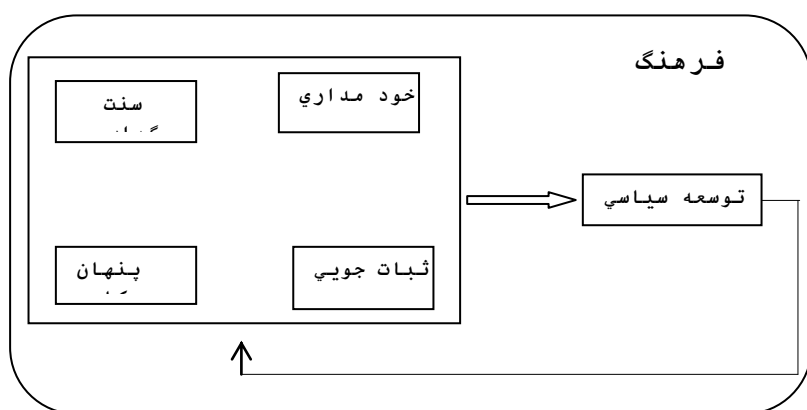 فرهنگ
خود مداري
سنت
توسعه سياسي
ثبات جويي
پنهان